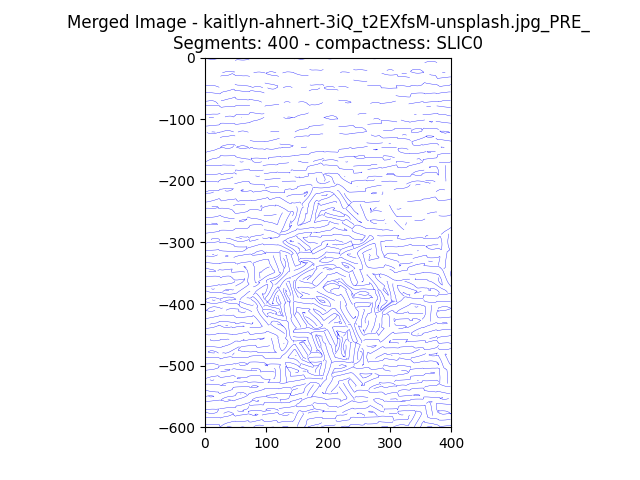 Merged Image - kaitlyn-ahnert-3iQ_t2EXfsM-unsplash.jpg_PRE_
Segments: 400 - compactness: SLIC0
0
−100
−200
−300
−400
−500
−600
0 100 200 300 400